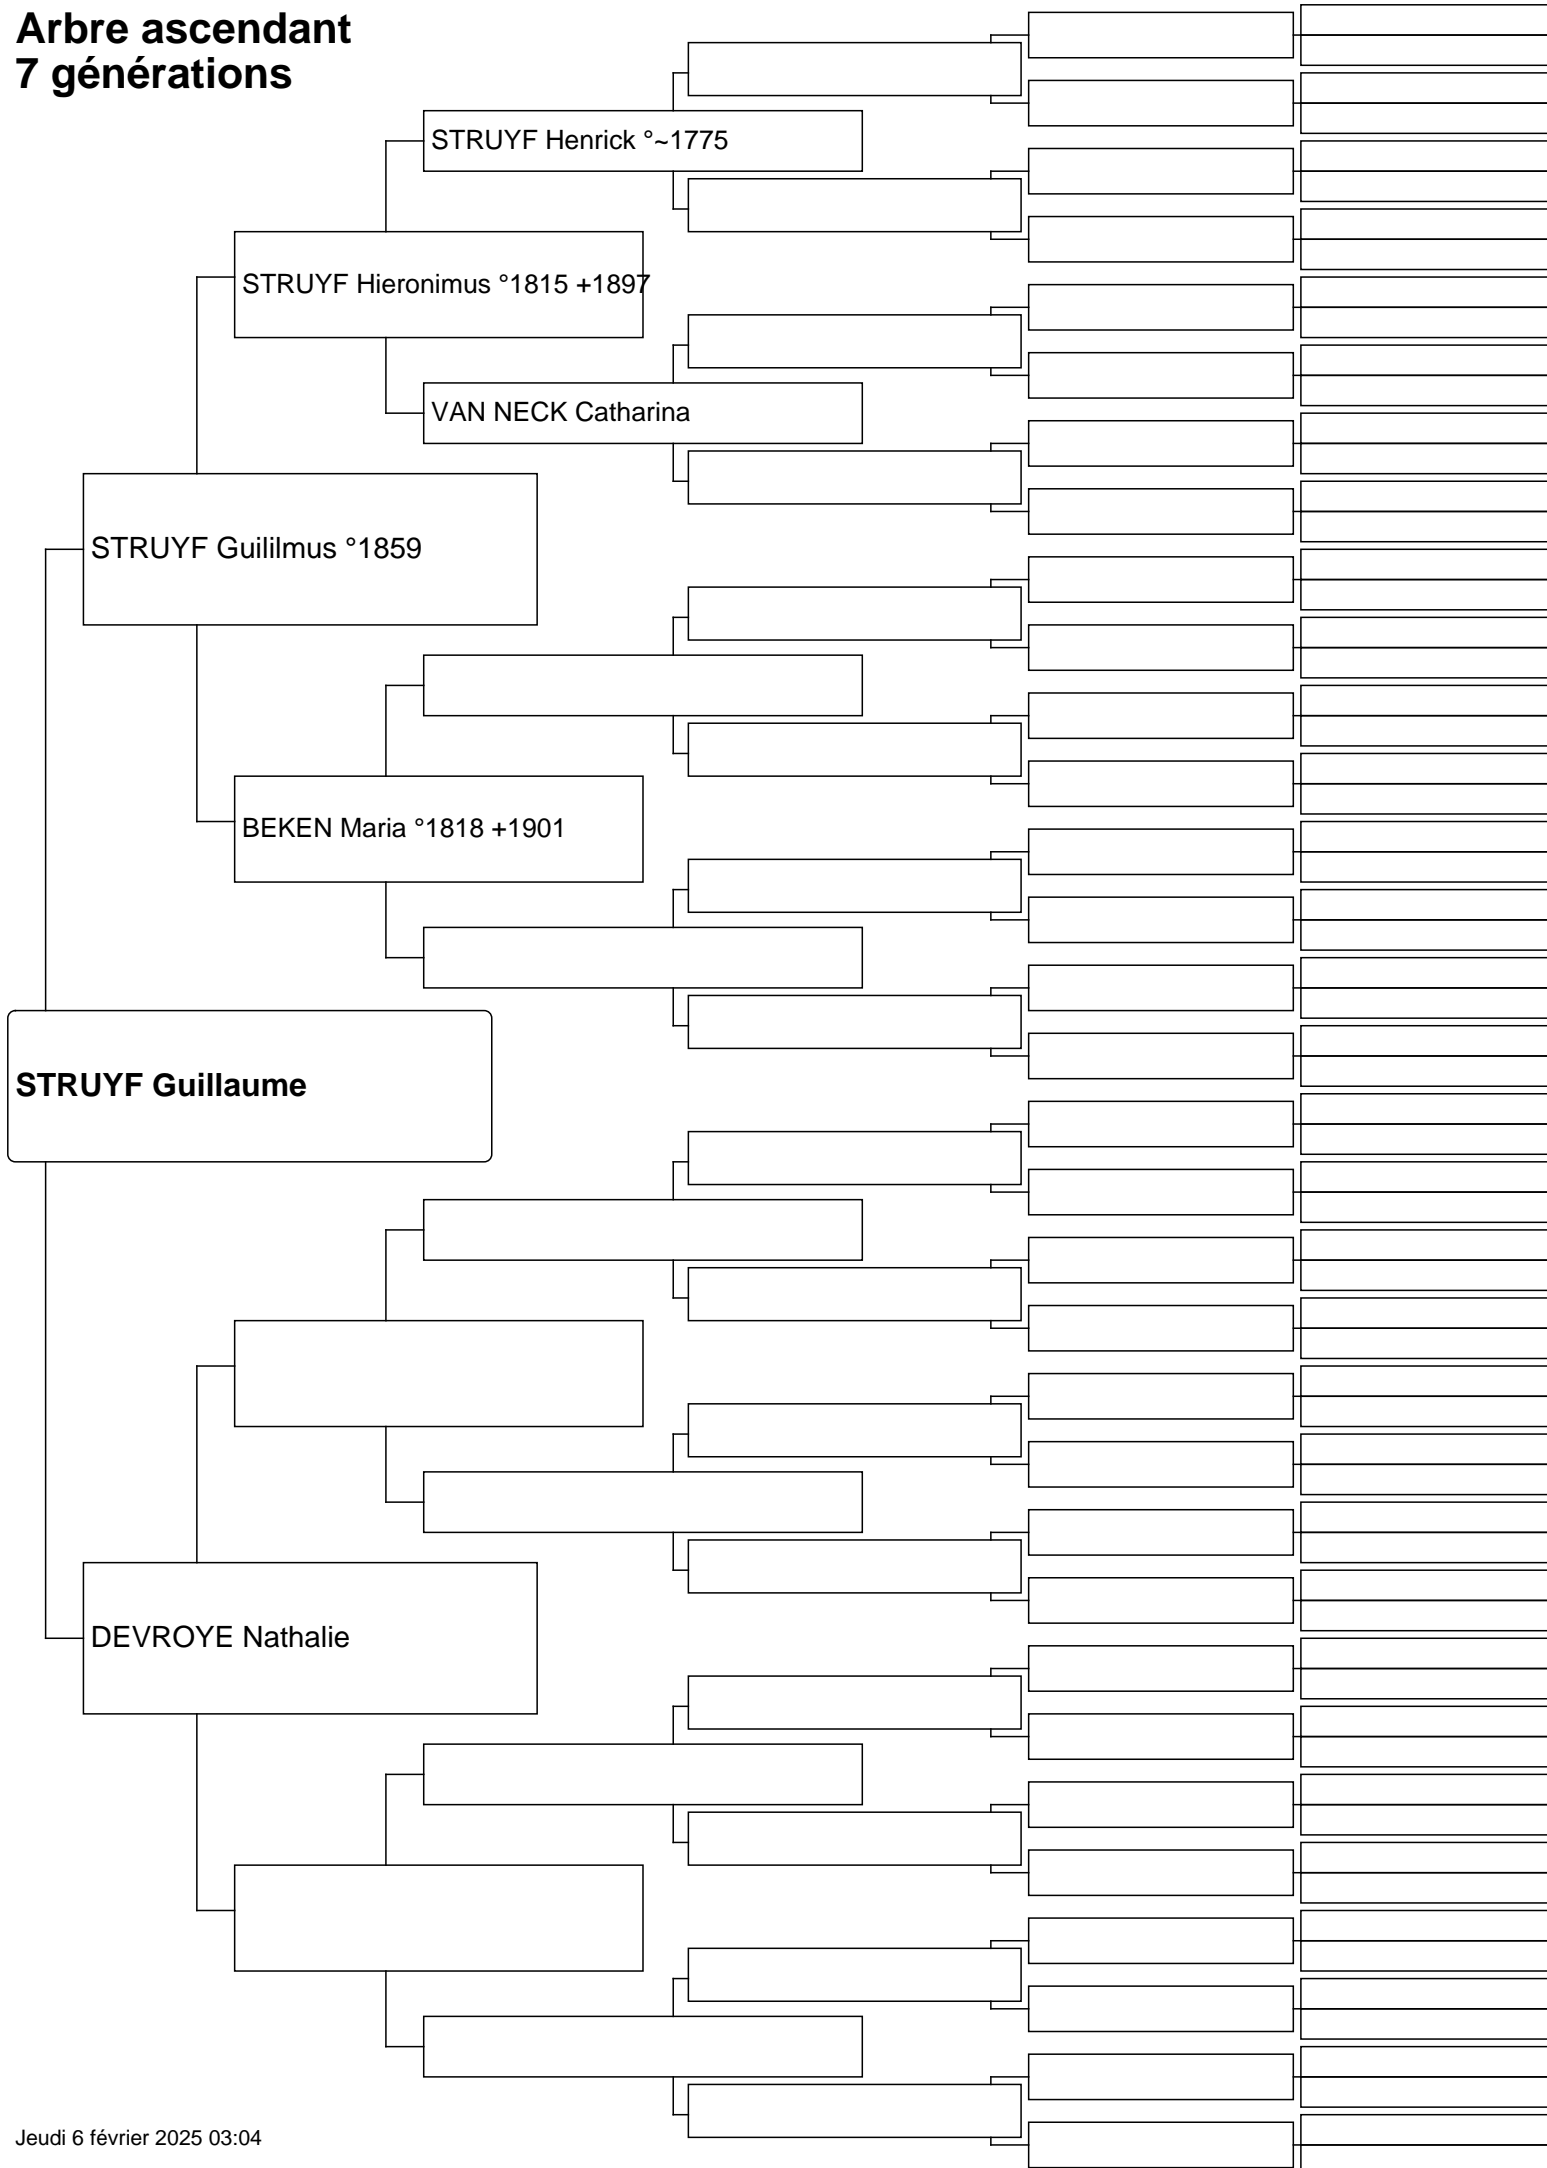 Arbre ascendant
7 générations
STRUYF Henrick °~1775
STRUYF Hieronimus °1815 +1897
VAN NECK Catharina
STRUYF Guililmus °1859
BEKEN Maria °1818 +1901
STRUYF Guillaume
DEVROYE Nathalie
Jeudi 6 février 2025 03:04